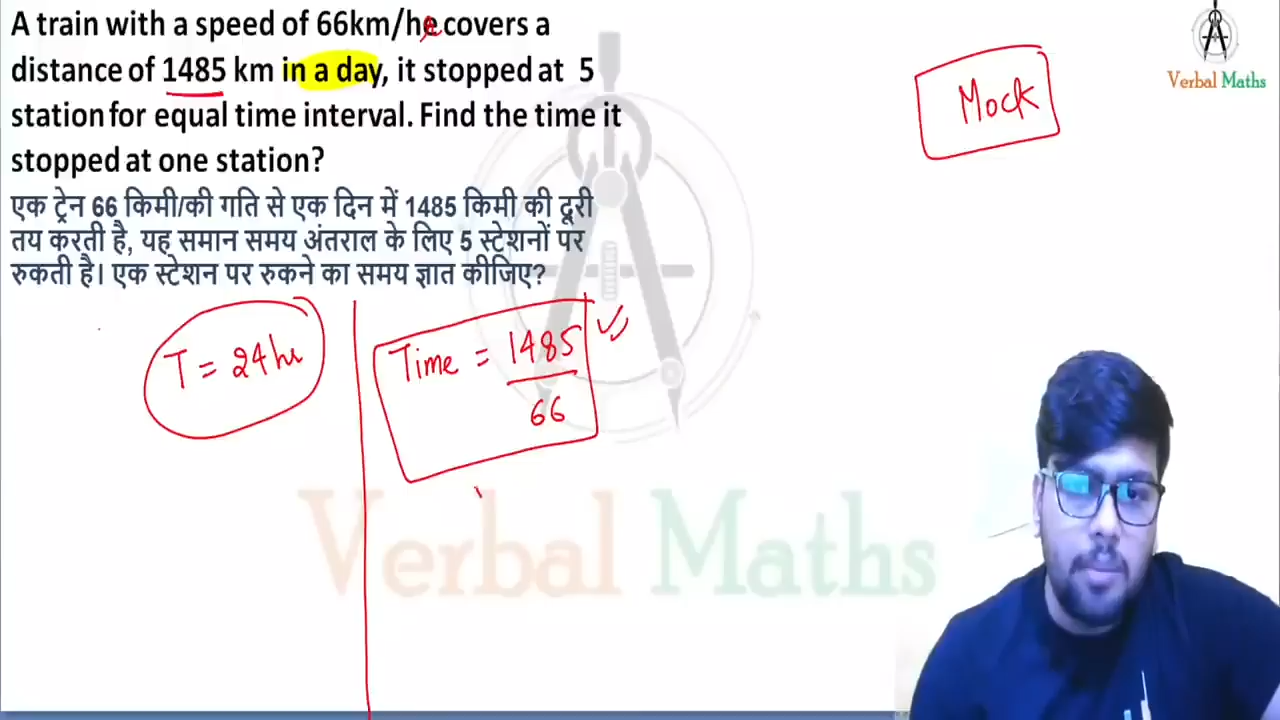 A train with a speed of 66km/he covers a
distance of 1485 km in a day, it stopped at 5
station for equal time interval. Find the time it
stopped at one station?
एक ट्रेन 66 किमी/की गति से एक दिन में 1485 किमी की दूरी
तय करती है, यह समान समय अंतराल के लिए 5 स्टेशनों पर
रुकती है। एक स्टेशन पर रुकने का समय ज्ञात कीजिए?
Mock
Verbal Maths
T = 24 hr
Time = 1485
66
Verbal Maths